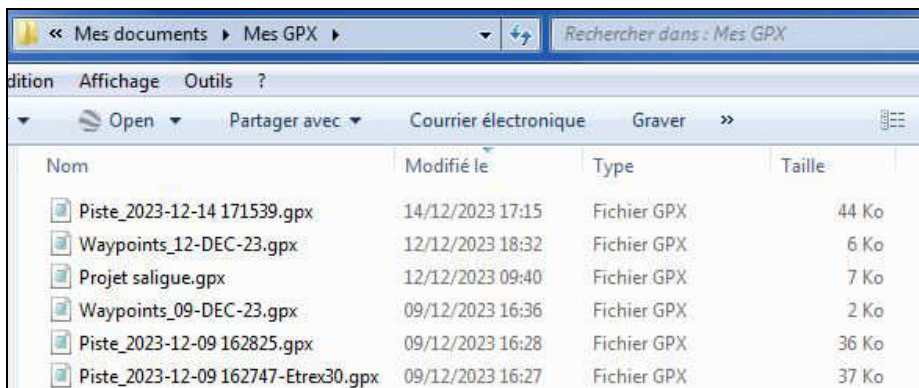 « Mes documents ▸ Mes GPX ▸ Rechercher dans : Mes GPX
dition Affichage Outils ?
Open Partager avec Courrier électronique Graver »
Nom Modifié le Type Taille
Piste_2023-12-14 171539.gpx 14/12/2023 17:15 Fichier GPX 44 Ko
Waypoints_12-DEC-23.gpx 12/12/2023 18:32 Fichier GPX 6 Ko
Projet saligue.gpx 12/12/2023 09:40 Fichier GPX 7 Ko
Waypoints_09-DEC-23.gpx 09/12/2023 16:36 Fichier GPX 2 Ko
Piste_2023-12-09 162825.gpx 09/12/2023 16:28 Fichier GPX 36 Ko
Piste_2023-12-09 162747-Etrex30.gpx 09/12/2023 16:27 Fichier GPX 37 Ko